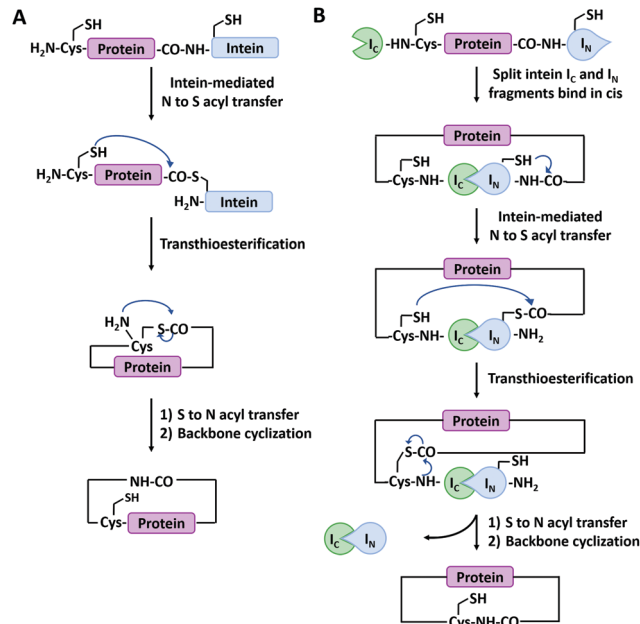 A
SH
H2N-Cys- Protein -CO-NH- Intein
SH
Intein-mediated
N to S acyl transfer
SH
H2N-Cys- Protein -CO-S
H2N- Intein
Transthioesterification
H2N
S-CO
Cys
Protein
1) S to N acyl transfer
2) Backbone cyclization
NH-CO
SH
Cys- Protein
B
SH
SH
IC -HN-Cys- Protein -CO-NH- IN
Split intein IC and IN
fragments bind in cis
Protein
SH
SH
-Cys-NH- IC IN -NH-CO
Intein-mediated
N to S acyl transfer
Protein
SH
S-CO
-Cys-NH- IC IN -NH2
Transthioesterification
Protein
S-CO
SH
Cys-NH- IC IN -NH2
1) S to N acyl transfer
2) Backbone cyclization
IC IN
Protein
SH
Cys-NH-CO